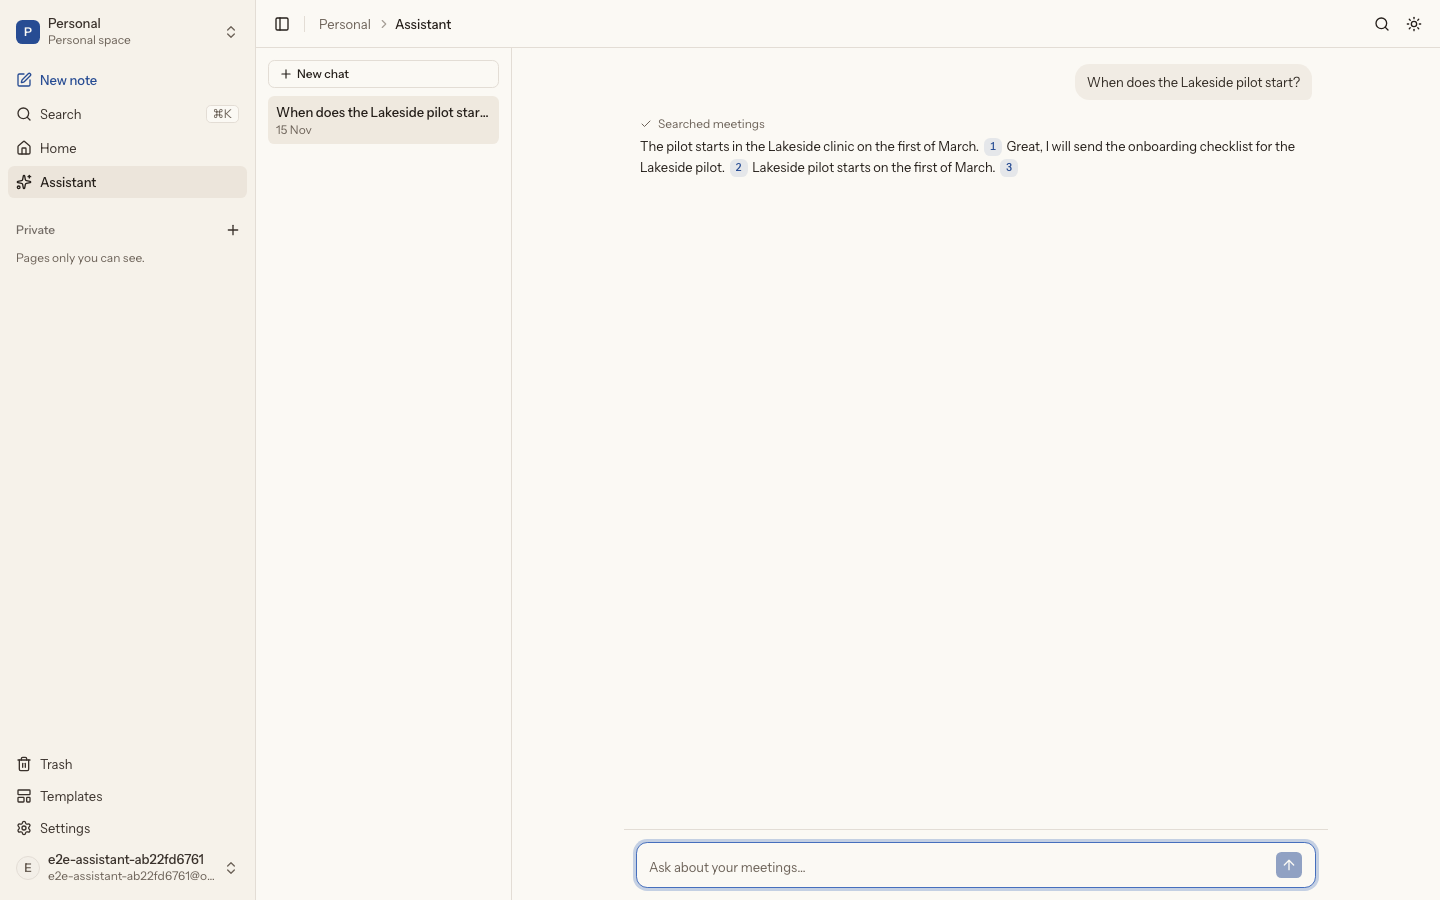 P
Personal
Personal space
New note
Search ⌘K
Home
Assistant
Private
Pages only you can see.
Trash
Templates
Settings
E
e2e-assistant-ab22fd6761
e2e-assistant-ab22fd6761@o...
Personal > Assistant
New chat
When does the Lakeside pilot star...
15 Nov
When does the Lakeside pilot start?
Searched meetings
The pilot starts in the Lakeside clinic on the first of March. 1 Great, I will send the onboarding checklist for the
Lakeside pilot. 2 Lakeside pilot starts on the first of March. 3
Ask about your meetings...